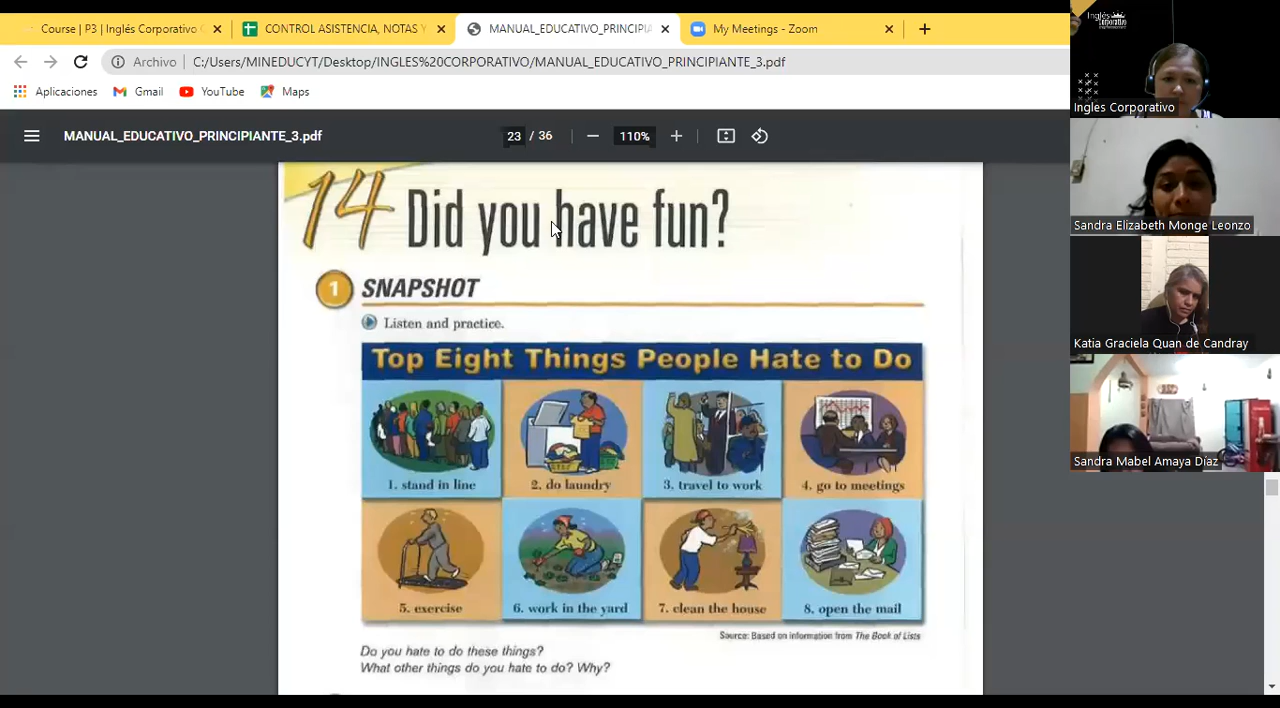 Course | P3 | Inglés Corporativo
CONTROL ASISTENCIA, NOTAS Y
MANUAL_EDUCATIVO_PRINCIPIA
My Meetings - Zoom
Archivo
C:/Users/MINEDUCYT/Desktop/INGLES%20CORPORATIVO/MANUAL_EDUCATIVO_PRINCIPIANTE_3.pdf
Aplicaciones
Gmail
YouTube
Maps
MANUAL_EDUCATIVO_PRINCIPIANTE_3.pdf
23 / 36
110%
14 Did you have fun?
1 SNAPSHOT
Listen and practice.
Top Eight Things People Hate to Do
1. stand in line
2. do laundry
3. travel to work
4. go to meetings
5. exercise
6. work in the yard
7. clean the house
8. open the mail
Source: Based on information from The Book of Lists
Do you hate to do these things?
What other things do you hate to do? Why?
Inglés
Corporativo
Ingles Corporativo
Sandra Elizabeth Monge Leonzo
Katia Graciela Quan de Candray
Sandra Mabel Amaya Díaz